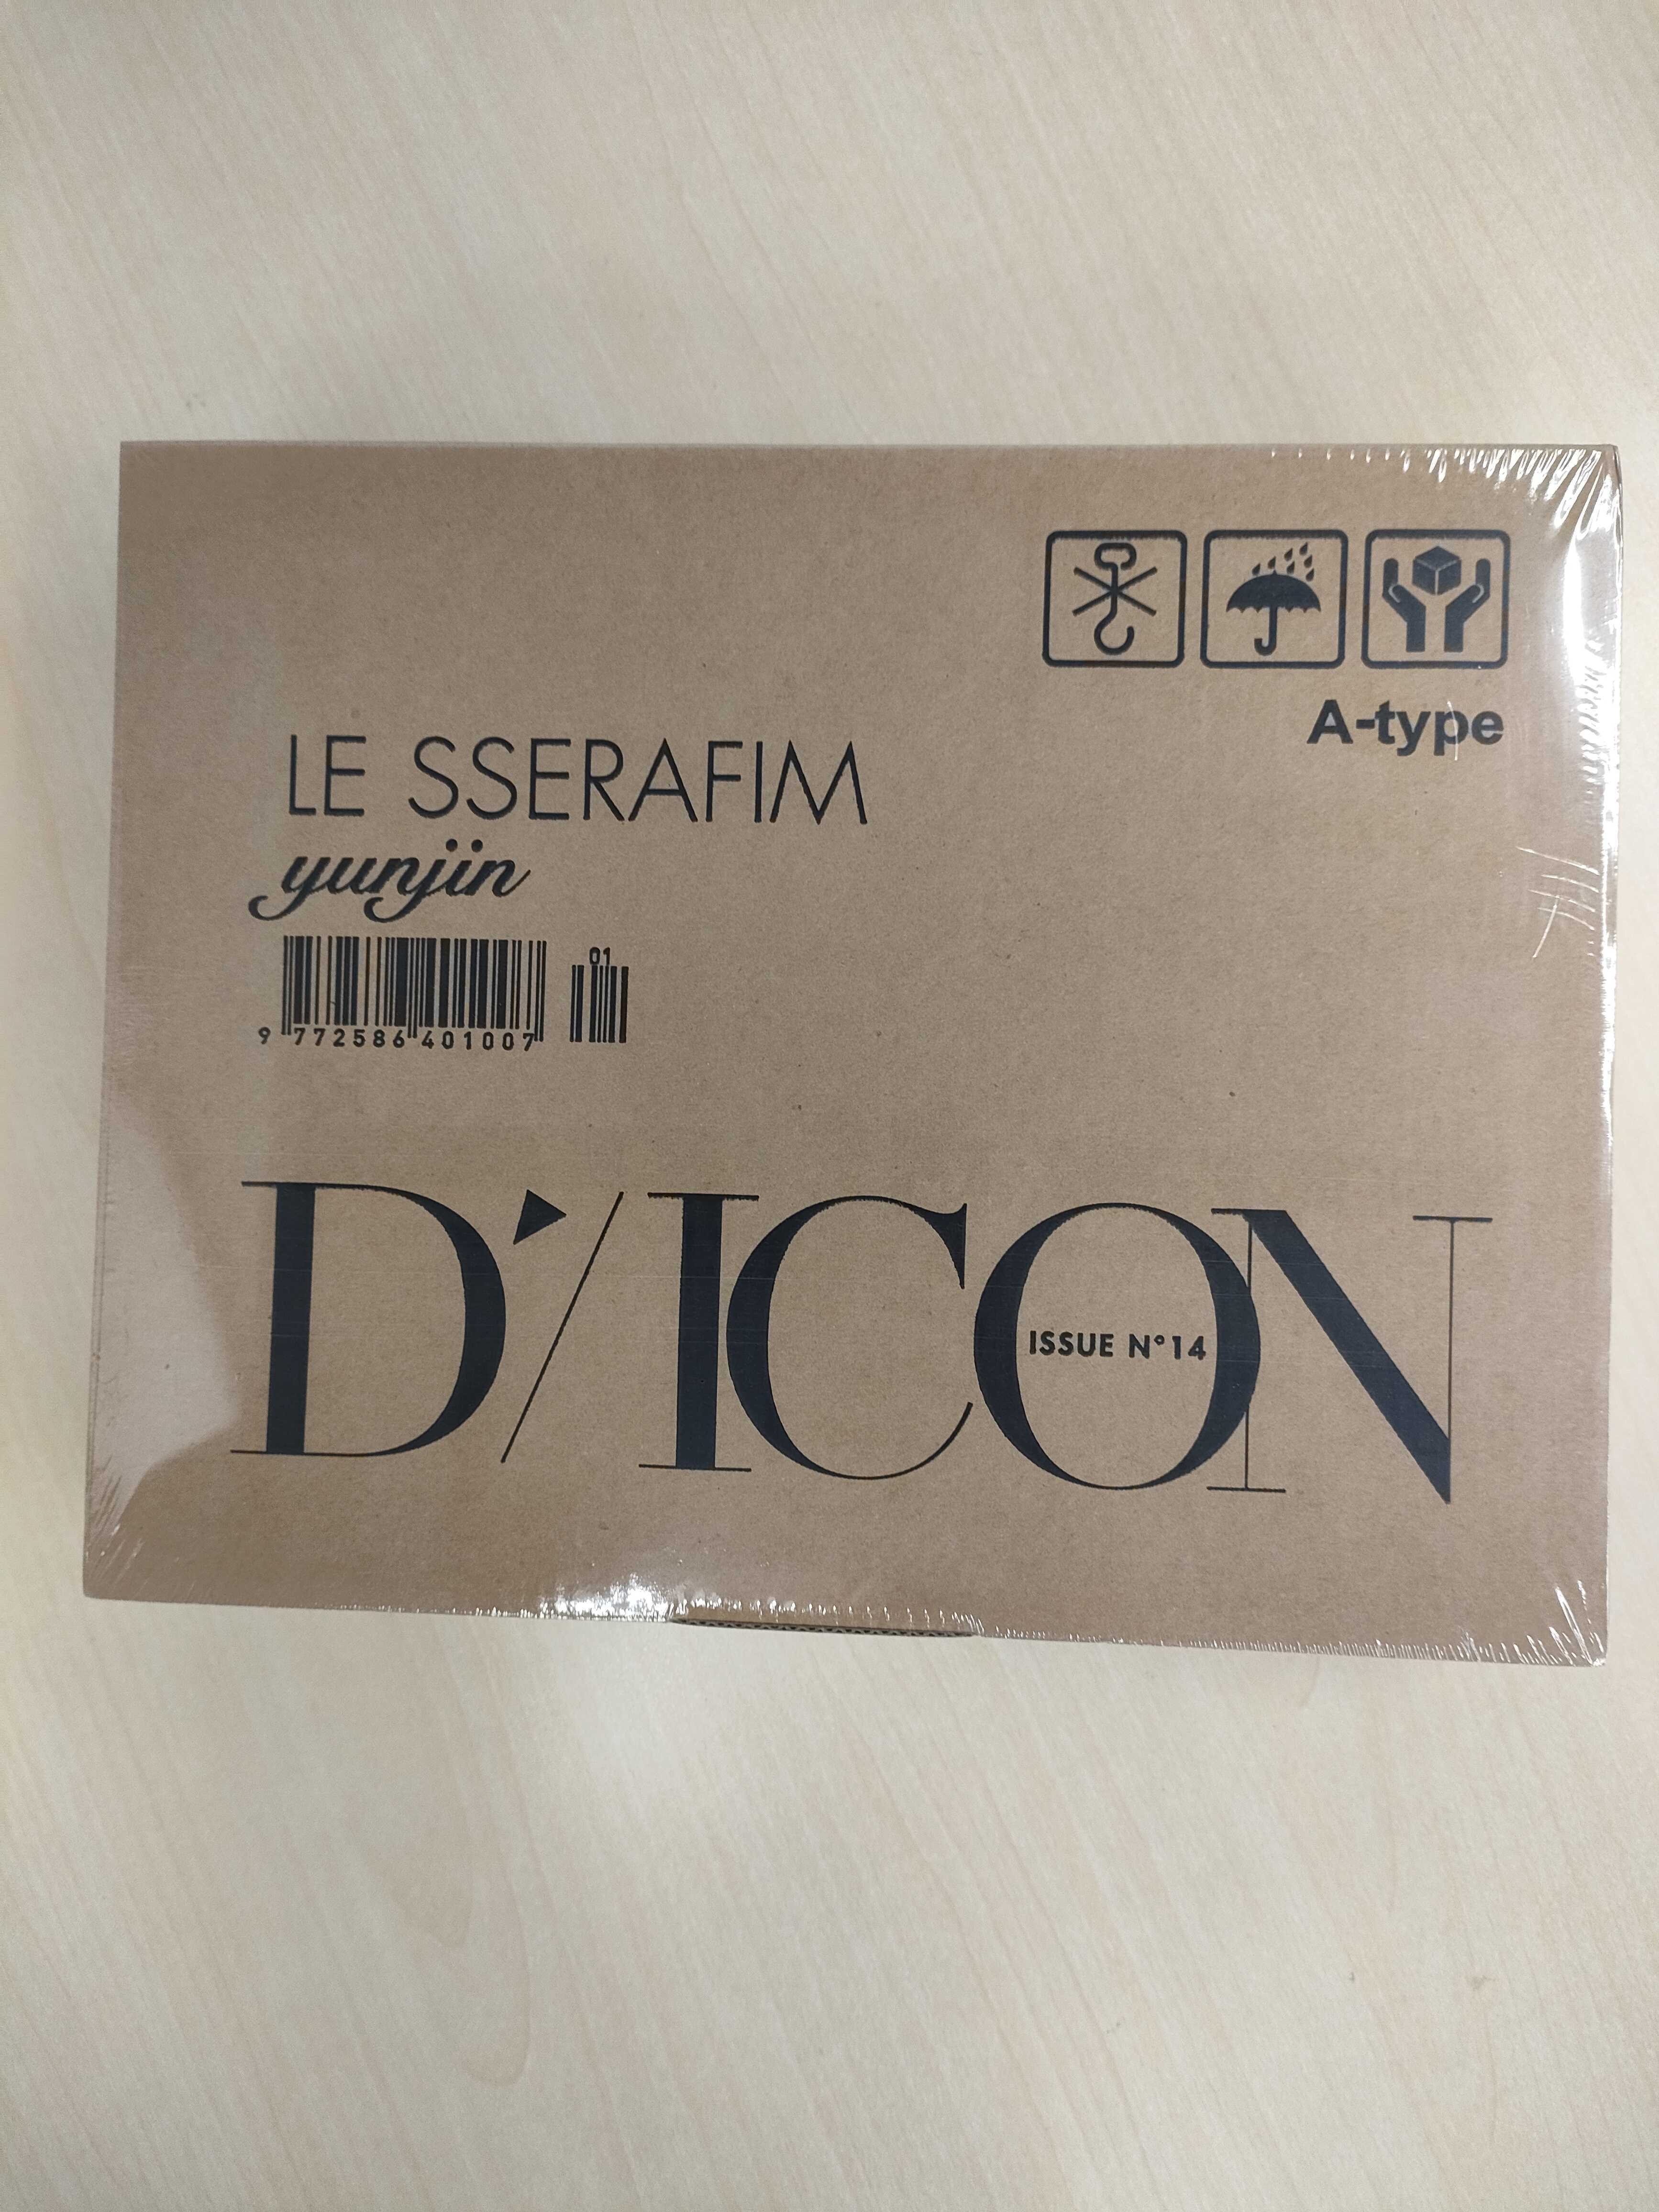 A-type
LE SSERAFIM
yunjin
01
9 772586 401007
D'/ICON
ISSUE N°14